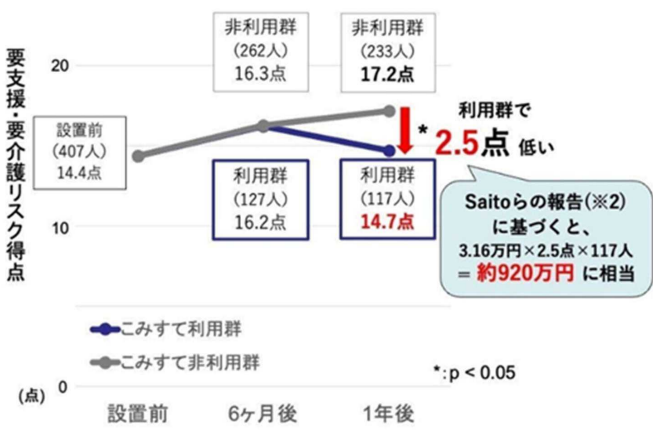 要支援・要介護リスク得点
20
10
0
(点)
設置前
(407人)
14.4点
非利用群
(262人)
16.3点
非利用群
(233人)
17.2点
利用群
(127人)
16.2点
利用群
(117人)
14.7点
*
利用群で
2.5点 低い
Saitoらの報告(※2)
に基づくと、
3.16万円×2.5点×117人
= 約920万円 に相当
こみすて利用群
こみすて非利用群
*:p < 0.05
設置前
6ヶ月後
1年後